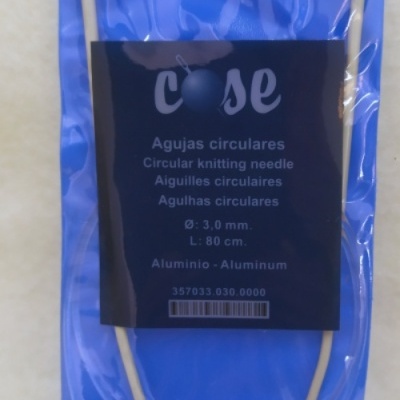 cose
Agujas circulares
Circular knitting needle
Aiguilles circulaires
Agulhas circulares
Ø: 3,0 mm.
L: 80 cm.
Aluminio - Aluminum
357033.030.0000